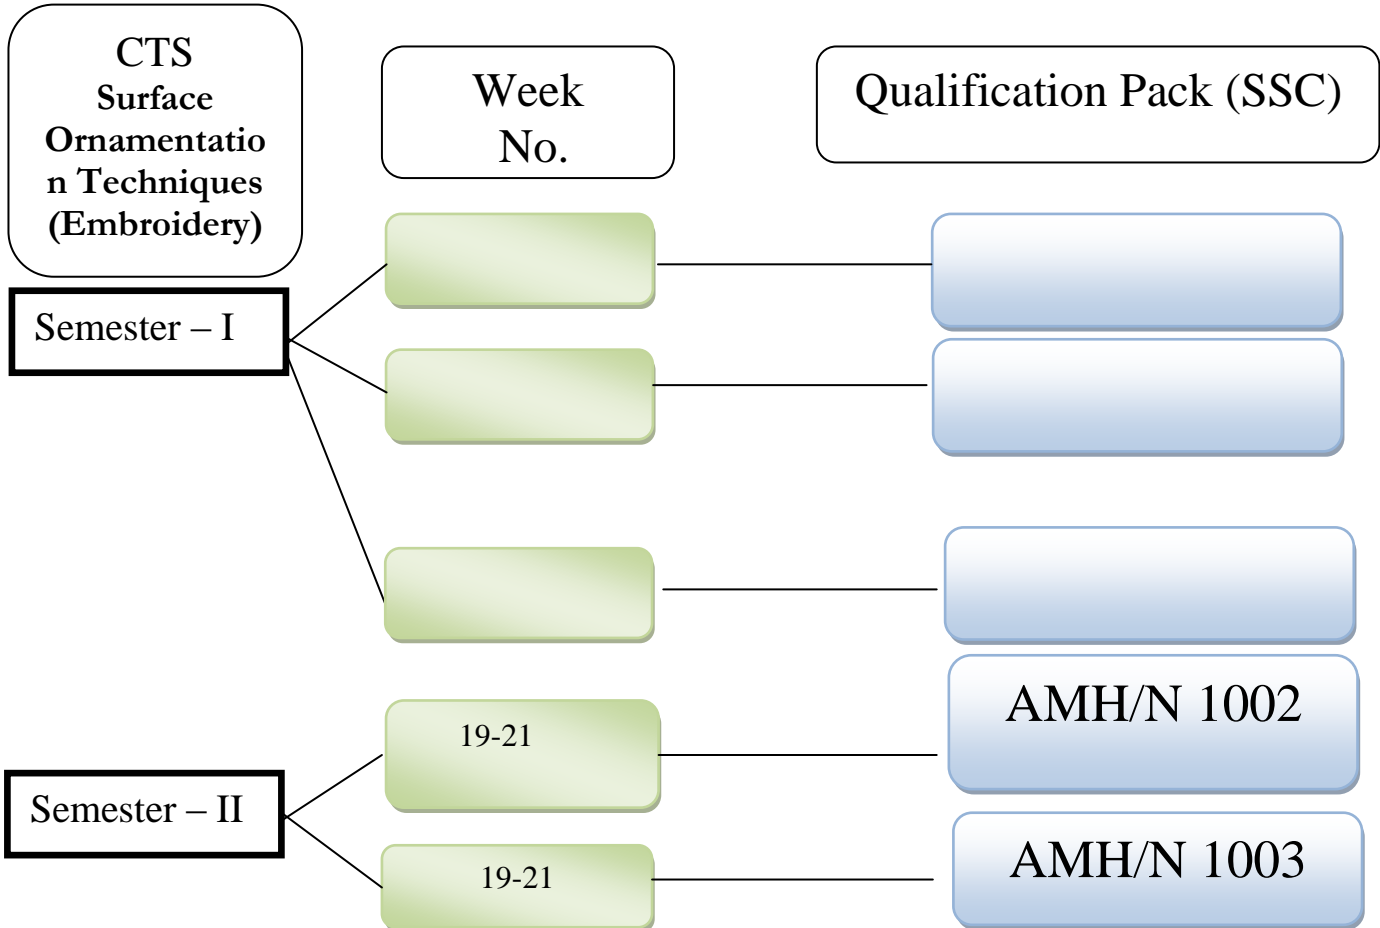 CTS
Surface
Ornamentatio
n Techniques
(Embroidery)
Week
No.
Qualification Pack (SSC)
Semester – I
19-21
AMH/N 1002
Semester – II
19-21
AMH/N 1003